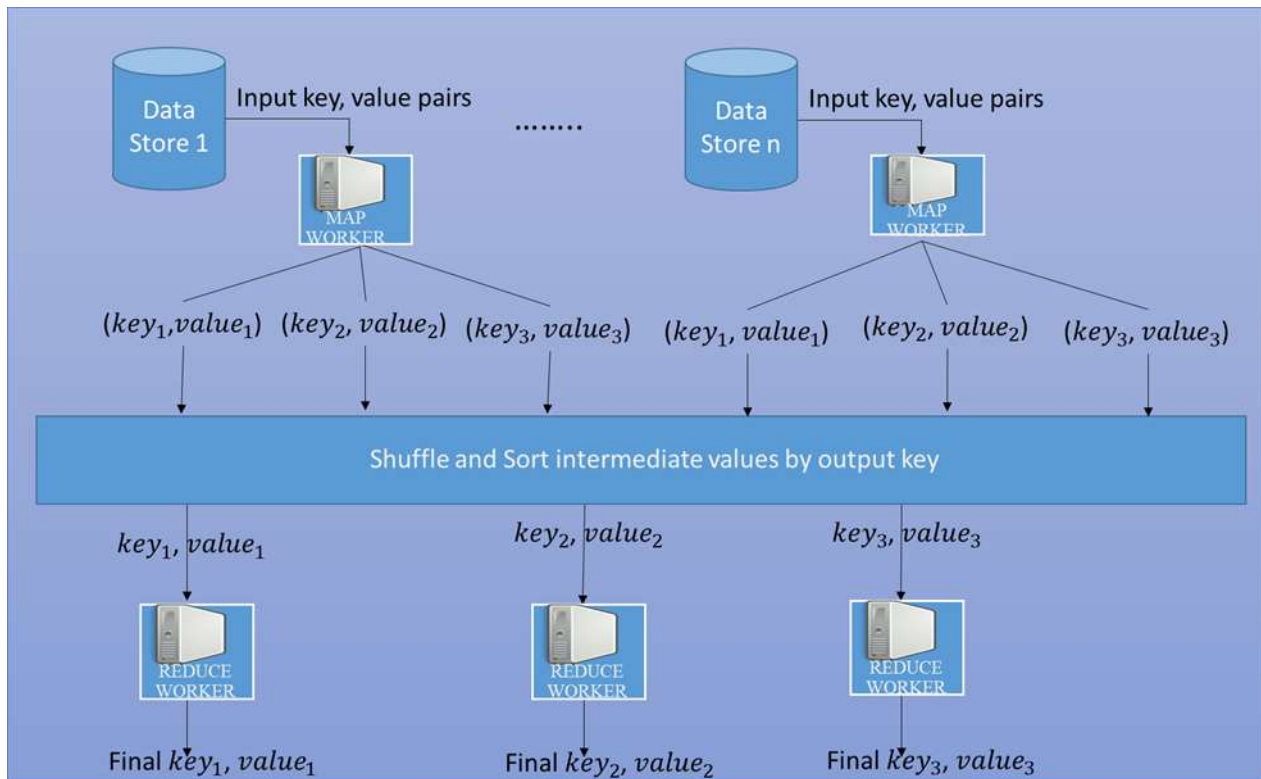 Data
Store 1
Input key, value pairs
........
Data
Store n
Input key, value pairs
MAP
WORKER
MAP
WORKER
(key₁,value₁)
(key₂, value₂)
(key₃, value₃)
(key₁, value₁)
(key₂, value₂)
(key₃, value₃)
Shuffle and Sort intermediate values by output key
key₁, value₁
key₂, value₂
key₃, value₃
REDUCE
WORKER
REDUCE
WORKER
REDUCE
WORKER
Final key₁, value₁
Final key₂, value₂
Final key₃, value₃